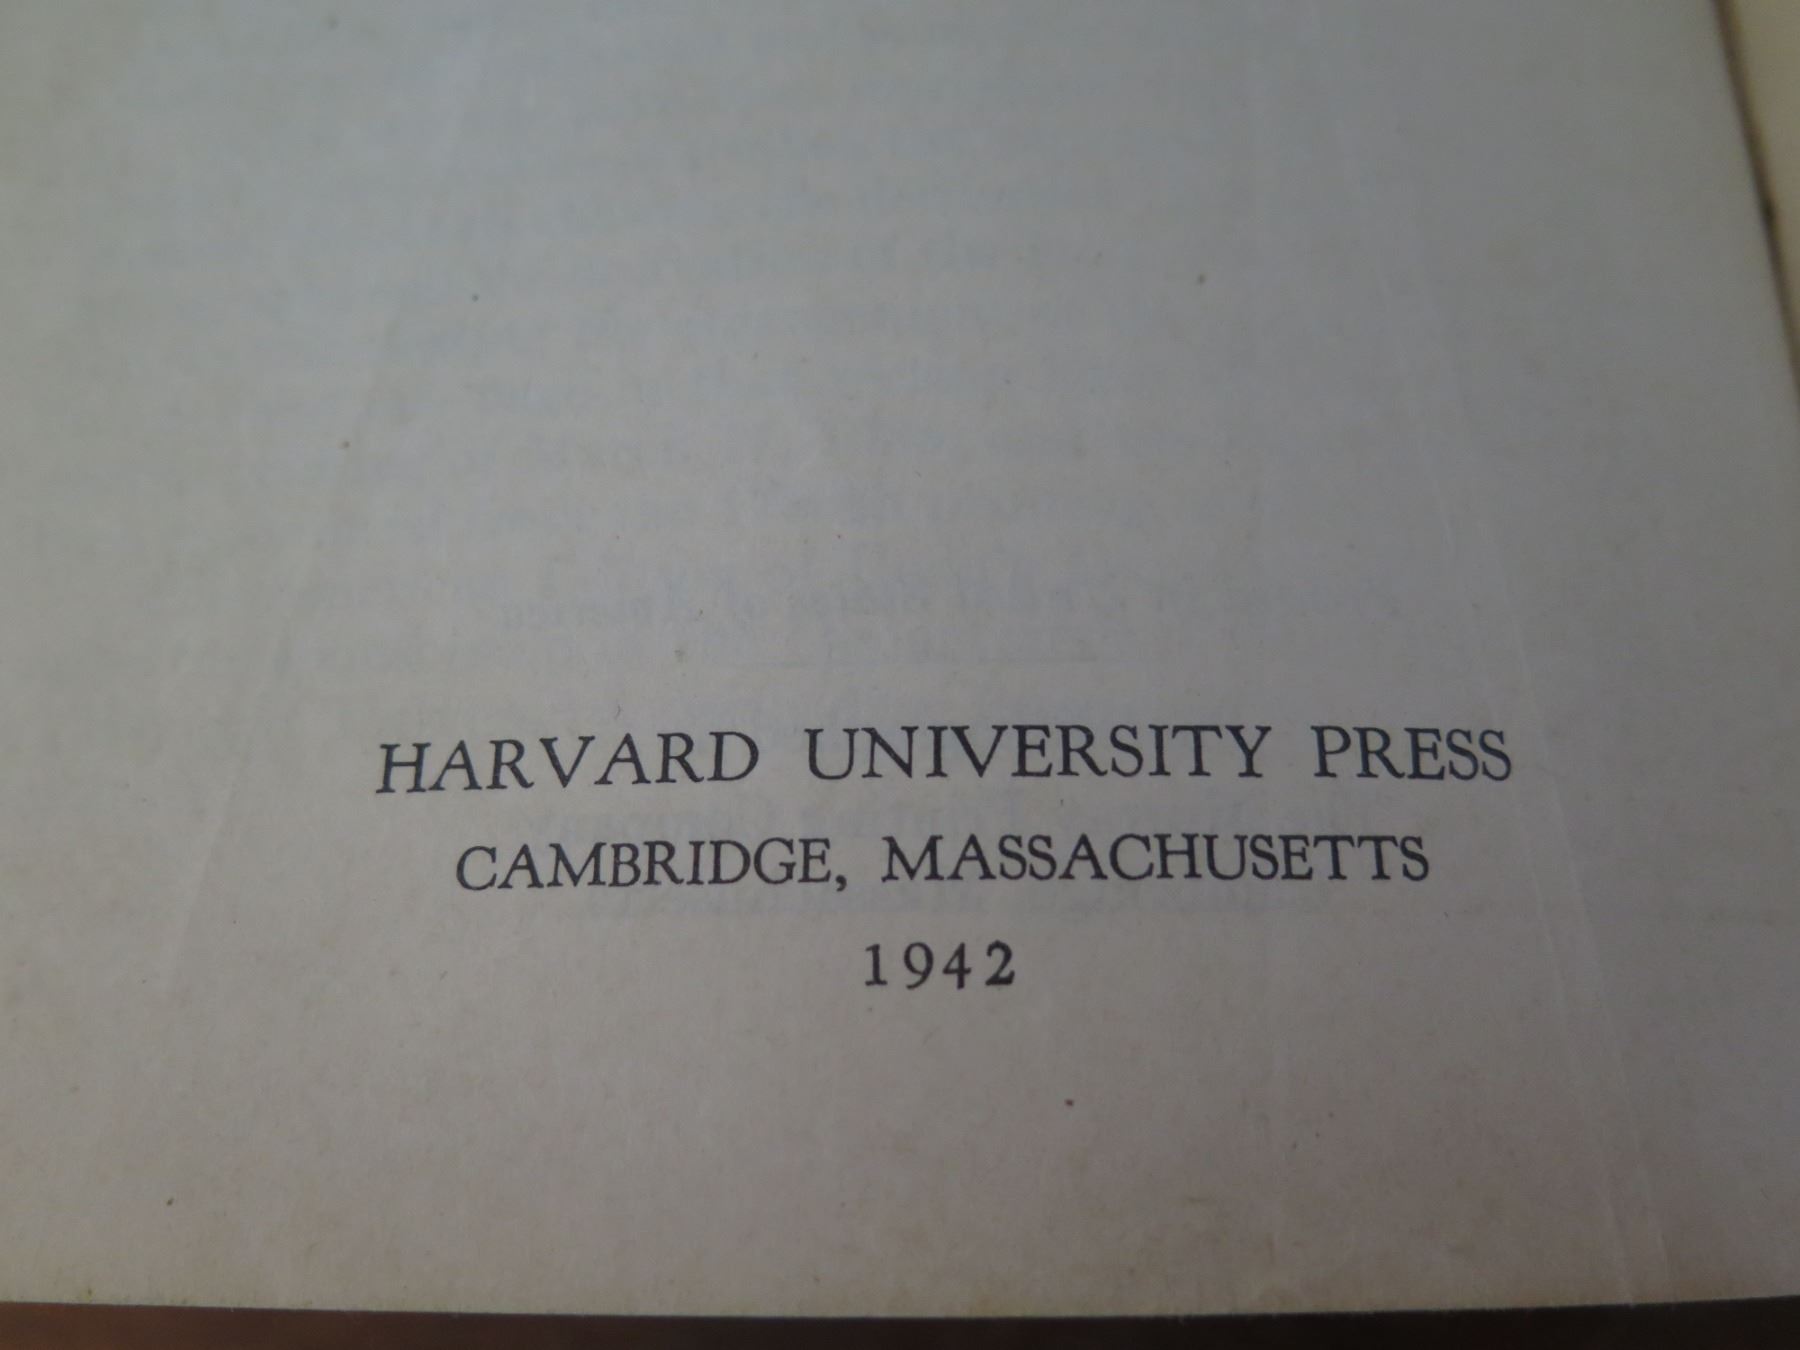 HARVARD UNIVERSITY PRESS
CAMBRIDGE, MASSACHUSETTS
1942